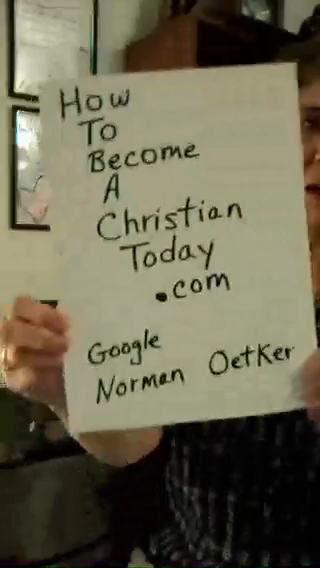 How
To
Become
A
Christian
Today
.com
Google
Norman Oetker